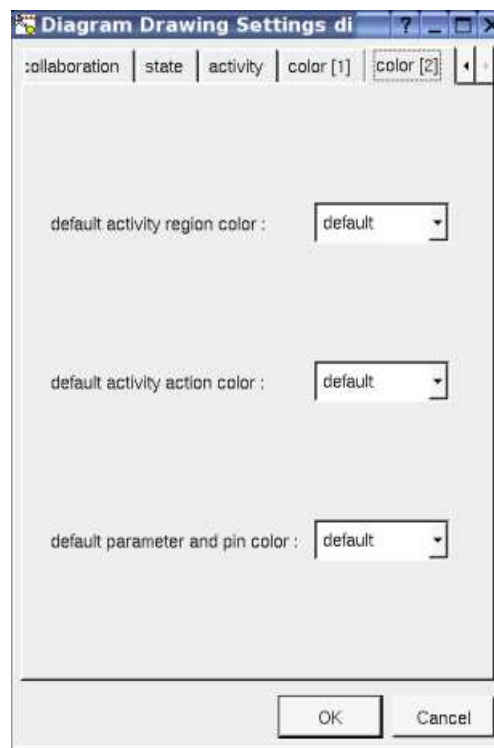 Diagram Drawing Settings di
collaboration state activity color [1] color [2]
default activity region color : default
default activity action color : default
default parameter and pin color : default
OK Cancel